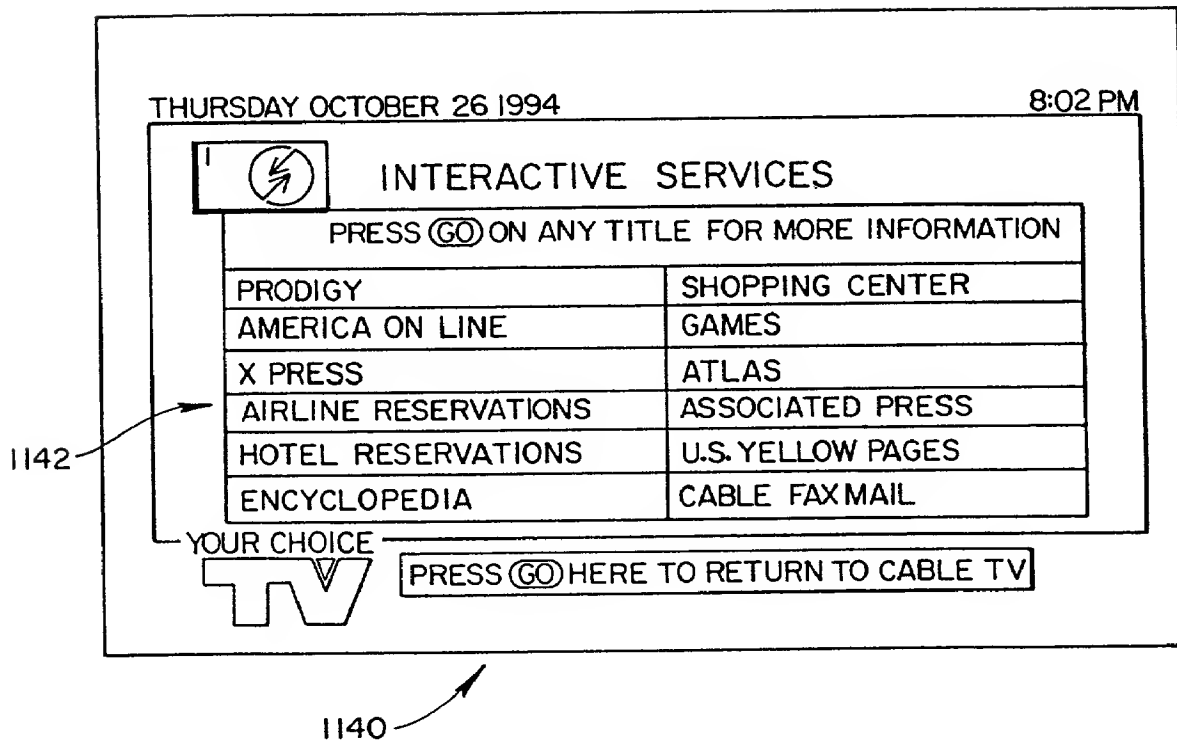 THURSDAY OCTOBER 26 1994 8:02 PM
1
INTERACTIVE SERVICES
PRESS GO ON ANY TITLE FOR MORE INFORMATION
PRODIGY SHOPPING CENTER
AMERICA ON LINE GAMES
X PRESS ATLAS
AIRLINE RESERVATIONS ASSOCIATED PRESS
1142
HOTEL RESERVATIONS U.S. YELLOW PAGES
ENCYCLOPEDIA CABLE FAXMAIL
YOUR CHOICE
TV
PRESS GO HERE TO RETURN TO CABLE TV
1140